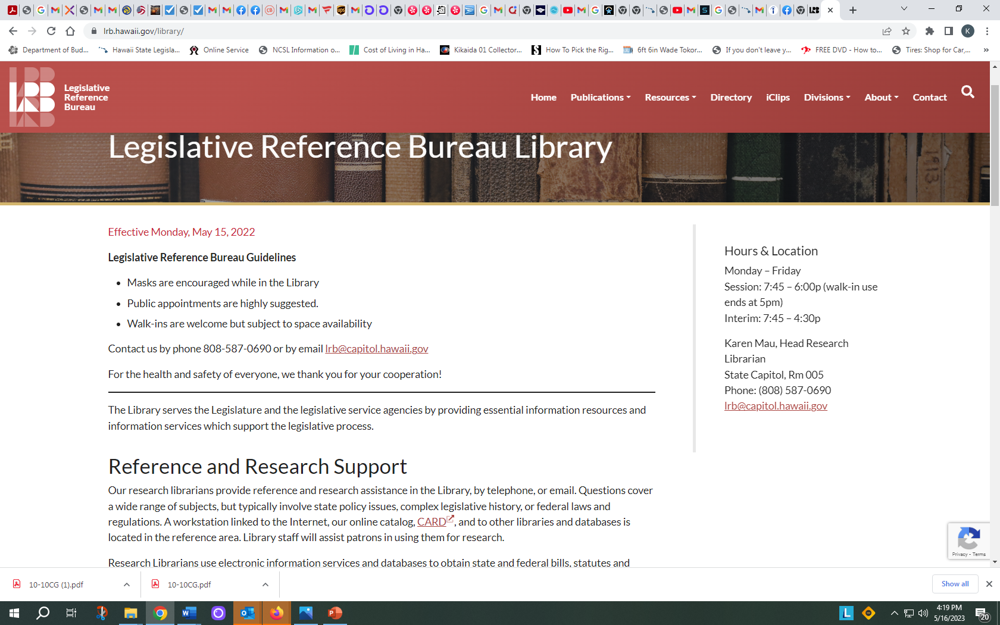 lrb.hawaii.gov/library/
K
Department of Bud...
Hawaii State Legisla...
Online Service
NCSL Information o...
Cost of Living in Ha...
Kikaida 01 Collector...
How To Pick the Rig...
6ft 6in Wade Tokor...
If you don't leave y...
FREE DVD - How to...
Tires: Shop for Car,...
»
LRB
Legislative
Reference
Bureau
Home
Publications
Resources
Directory
iClips
Divisions
About
Contact
Legislative Reference Bureau Library
Effective Monday, May 15, 2022
Legislative Reference Bureau Guidelines
• Masks are encouraged while in the Library
• Public appointments are highly suggested.
• Walk-ins are welcome but subject to space availability
Contact us by phone 808-587-0690 or by email lrb@capitol.hawaii.gov
For the health and safety of everyone, we thank you for your cooperation!
The Library serves the Legislature and the legislative service agencies by providing essential information resources and
information services which support the legislative process.
Reference and Research Support
Our research librarians provide reference and research assistance in the Library, by telephone, or email. Questions cover
a wide range of subjects, but typically involve state policy issues, complex legislative history, or federal laws and
regulations. A workstation linked to the Internet, our online catalog, CARD, and to other libraries and databases is
located in the reference area. Library staff will assist patrons in using them for research.
Research Librarians use electronic information services and databases to obtain state and federal bills, statutes and
Hours & Location
Monday – Friday
Session: 7:45 – 6:00p (walk-in use
ends at 5pm)
Interim: 7:45 – 4:30p
Karen Mau, Head Research
Librarian
State Capitol, Rm 005
Phone: (808) 587-0690
lrb@capitol.hawaii.gov
Privacy - Terms
10-10CG (1).pdf
10-10CG.pdf
Show all
4:19 PM
5/16/2023
20